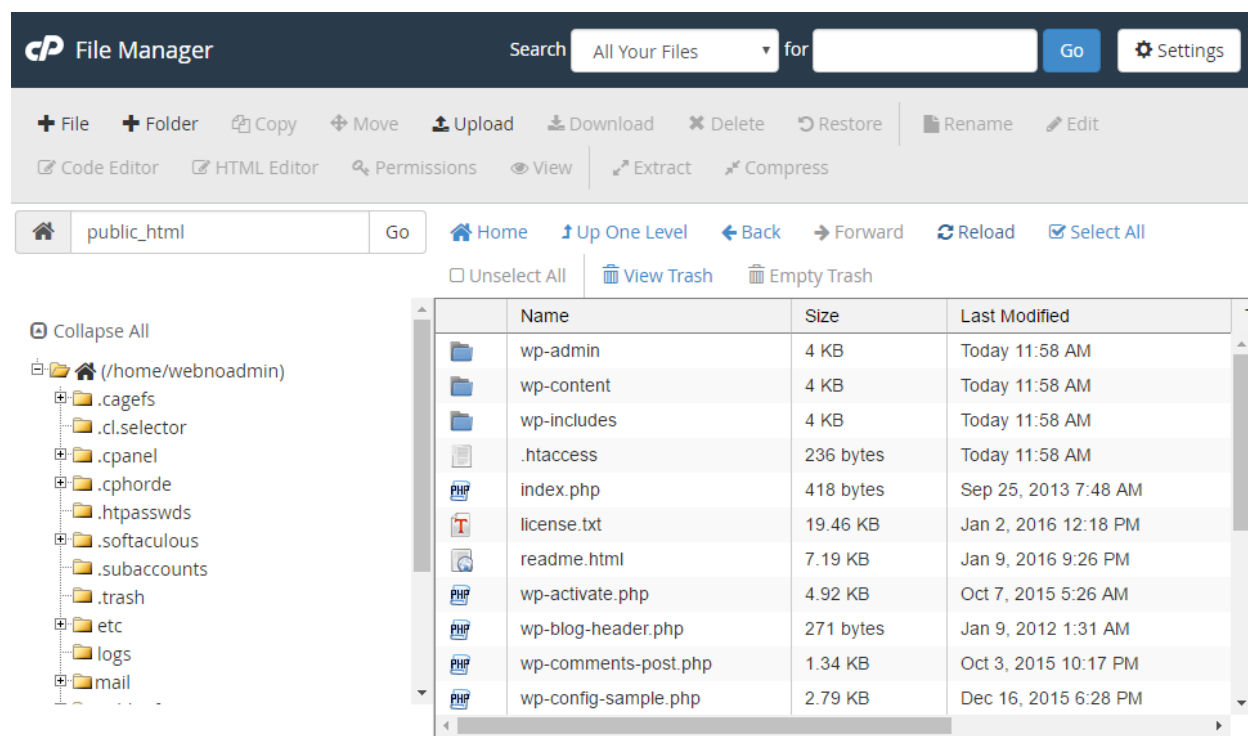 cP File Manager Search All Your Files for Go Settings
File Folder Copy Move Upload Download Delete Restore Rename Edit
Code Editor HTML Editor Permissions View Extract Compress
public_html Go Home Up One Level Back Forward Reload Select All
Unselect All View Trash Empty Trash
Collapse All
(/home/webnoadmin)
.cagefs
.cl.selector
.cpanel
.cphorde
.htpasswds
.softaculous
.subaccounts
.trash
etc
logs
mail
Name Size Last Modified
wp-admin 4 KB Today 11:58 AM
wp-content 4 KB Today 11:58 AM
wp-includes 4 KB Today 11:58 AM
.htaccess 236 bytes Today 11:58 AM
PHP index.php 418 bytes Sep 25, 2013 7:48 AM
T license.txt 19.46 KB Jan 2, 2016 12:18 PM
readme.html 7.19 KB Jan 9, 2016 9:26 PM
PHP wp-activate.php 4.92 KB Oct 7, 2015 5:26 AM
PHP wp-blog-header.php 271 bytes Jan 9, 2012 1:31 AM
PHP wp-comments-post.php 1.34 KB Oct 3, 2015 10:17 PM
PHP wp-config-sample.php 2.79 KB Dec 16, 2015 6:28 PM